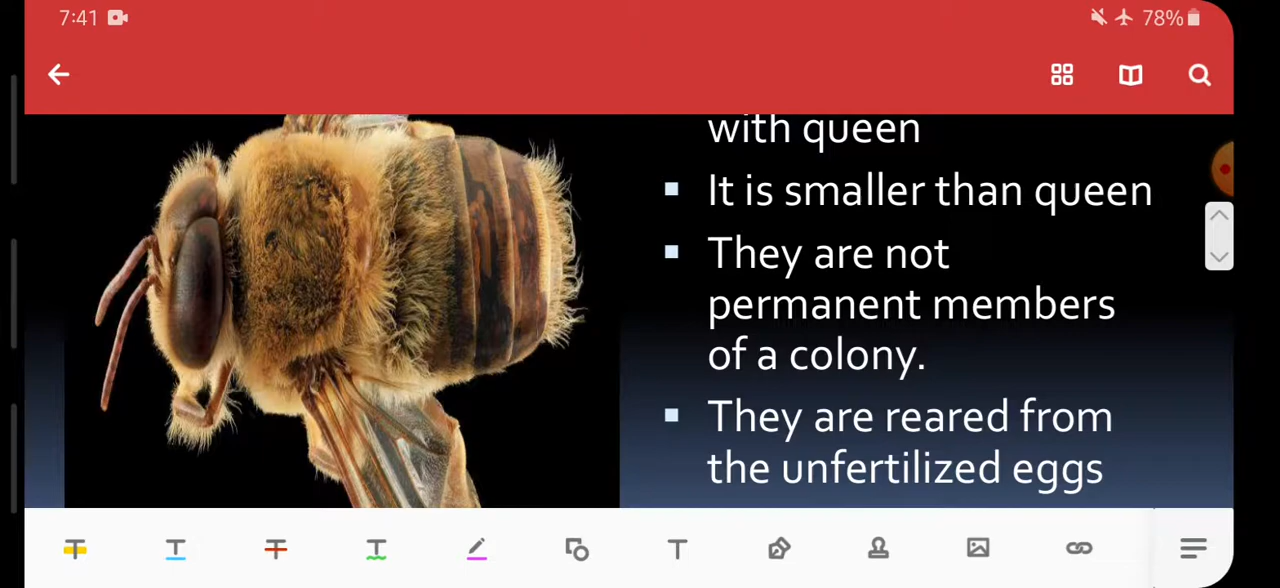 7:41
78%
with queen
▪ It is smaller than queen
▪ They are not
permanent members
of a colony.
▪ They are reared from
the unfertilized eggs
T T T T T